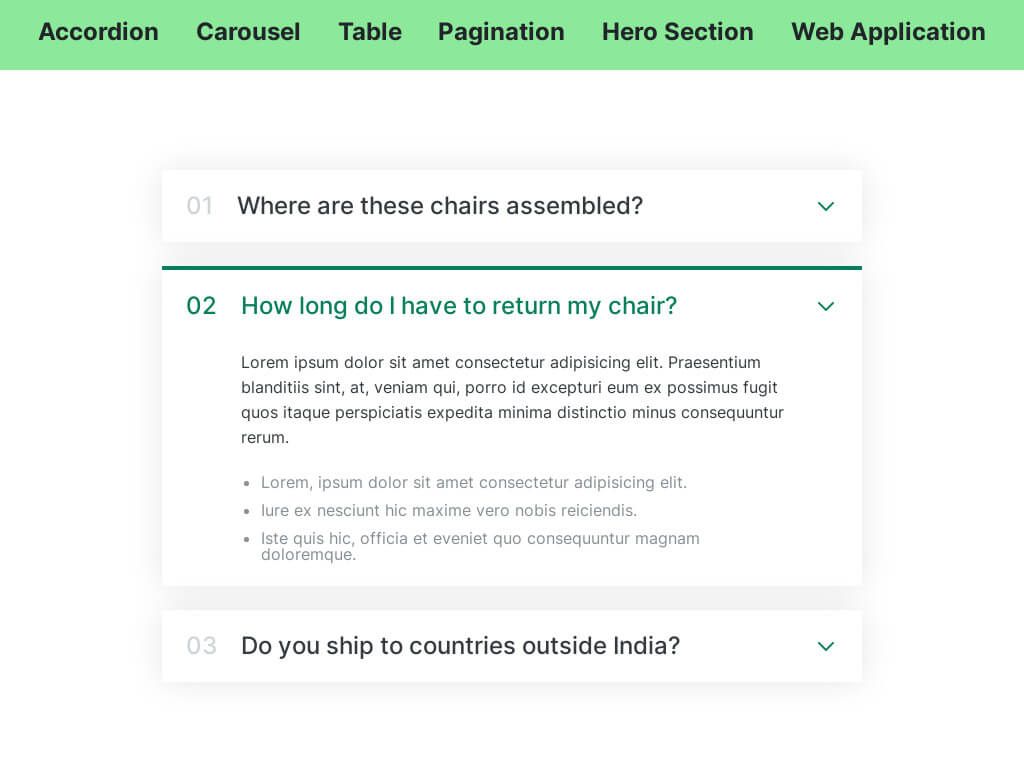 Accordion Carousel Table Pagination Hero Section Web Application
01 Where are these chairs assembled?
02 How long do I have to return my chair?
Lorem ipsum dolor sit amet consectetur adipisicing elit. Praesentium
blanditiis sint, at, veniam qui, porro id excepturi eum ex possimus fugit
quos itaque perspiciatis expedita minima distinctio minus consequuntur
rerum.
• Lorem, ipsum dolor sit amet consectetur adipisicing elit.
• Iure ex nesciunt hic maxime vero nobis reiciendis.
• Iste quis hic, officia et eveniet quo consequuntur magnam
doloremque.
03 Do you ship to countries outside India?